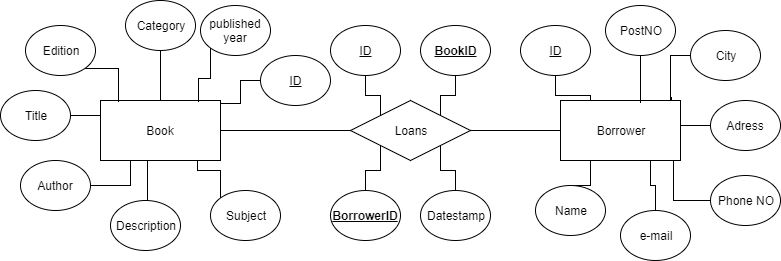 Category
published
year
PostNO
Edition
ID
BookID
ID
City
ID
Title
Book
Loans
Borrower
Adress
Author
Description
Subject
BorrowerID
Datestamp
Name
Phone NO
e-mail